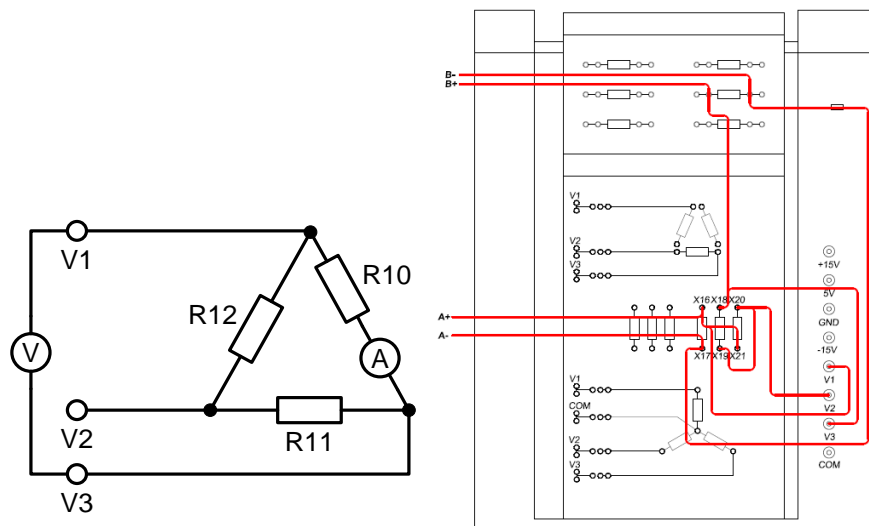 V1
R12
R10
V
A
V2
R11
V3
B-
B+
V1
V2
V3
A+
A-
X16 X18 X20
X17 X19 X21
V1
COM
V2
V3
+15V
5V
GND
-15V
V1
V2
V3
COM